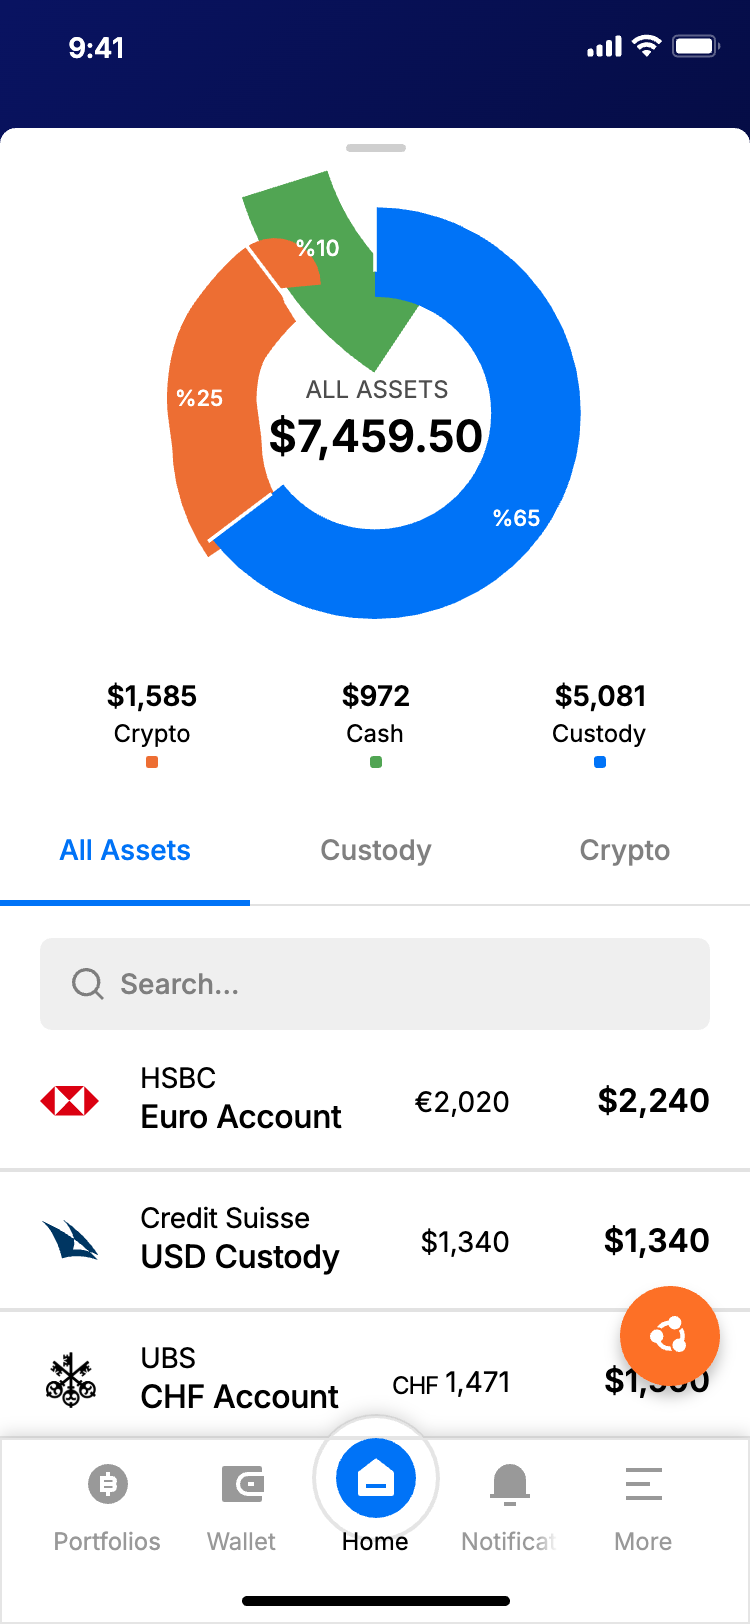 9:41
%10
%25
ALL ASSETS
$7,459.50
%65
$1,585 $972 $5,081
Crypto Cash Custody
All Assets Custody Crypto
Search...
HSBC
Euro Account €2,020 $2,240
Credit Suisse
USD Custody $1,340 $1,340
UBS
CHF Account CHF 1,471
Portfolios Wallet Home More